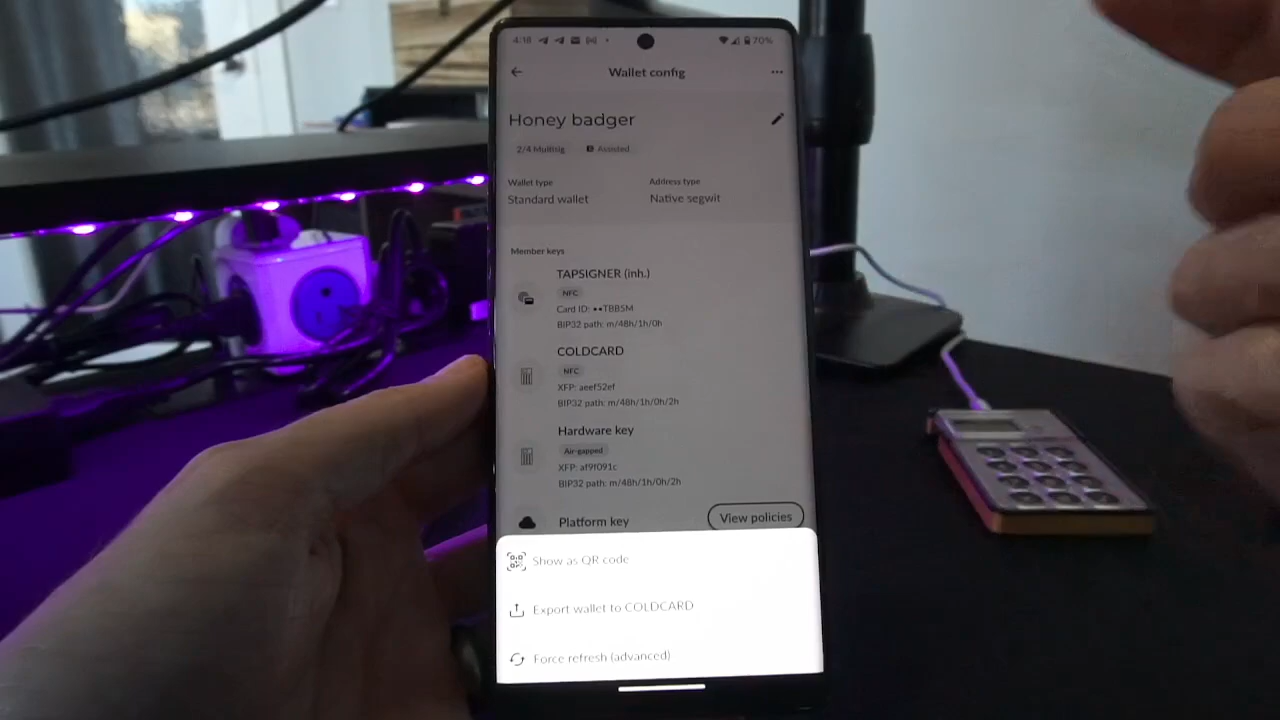 4:18
70%
Wallet config
Honey badger
2/4 Multisig
Assisted
Wallet type
Address type
Standard wallet
Native segwit
Member keys
TAPSIGNER (inh.)
NFC
Card ID: ••TBBSM
BIP32 path: m/48h/1h/0h
COLDCARD
NFC
XFP: aeef52ef
BIP32 path: m/48h/1h/0h/2h
Hardware key
Air-gapped
XFP: af9f091c
BIP32 path: m/48h/1h/0h/2h
Platform key
View policies
Show as QR code
Export wallet to COLDCARD
Force refresh (advanced)